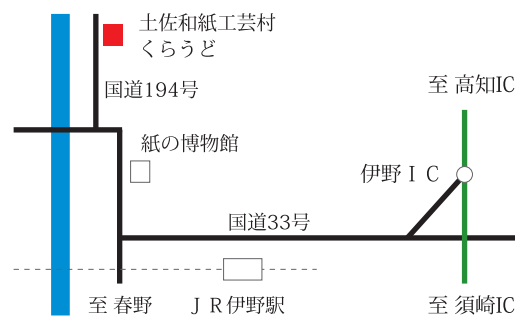 土佐和紙工芸村
くらうど
国道194号
至 高知IC
紙の博物館
伊野ＩＣ
国道33号
至 春野
ＪＲ伊野駅
至 須崎IC